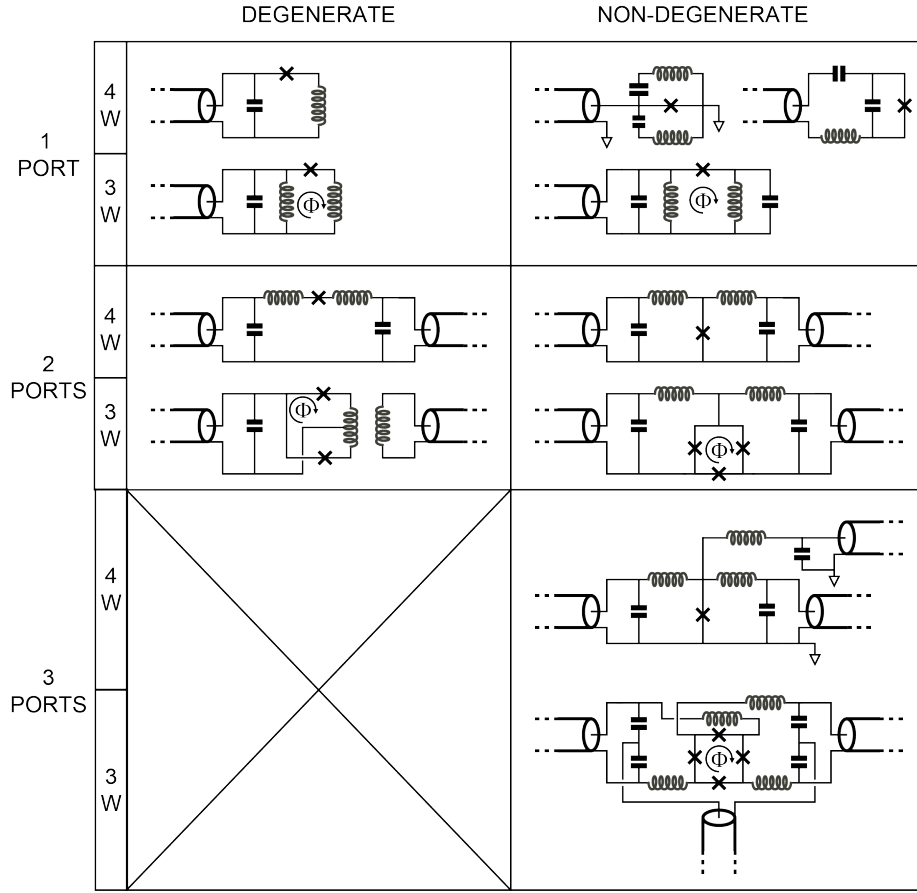 DEGENERATE NON-DEGENERATE
4
W
1
PORT
3
W
Φ
Φ
4
W
2
PORTS
3
W
Φ
Φ
4
W
3
PORTS
3
W
Φ